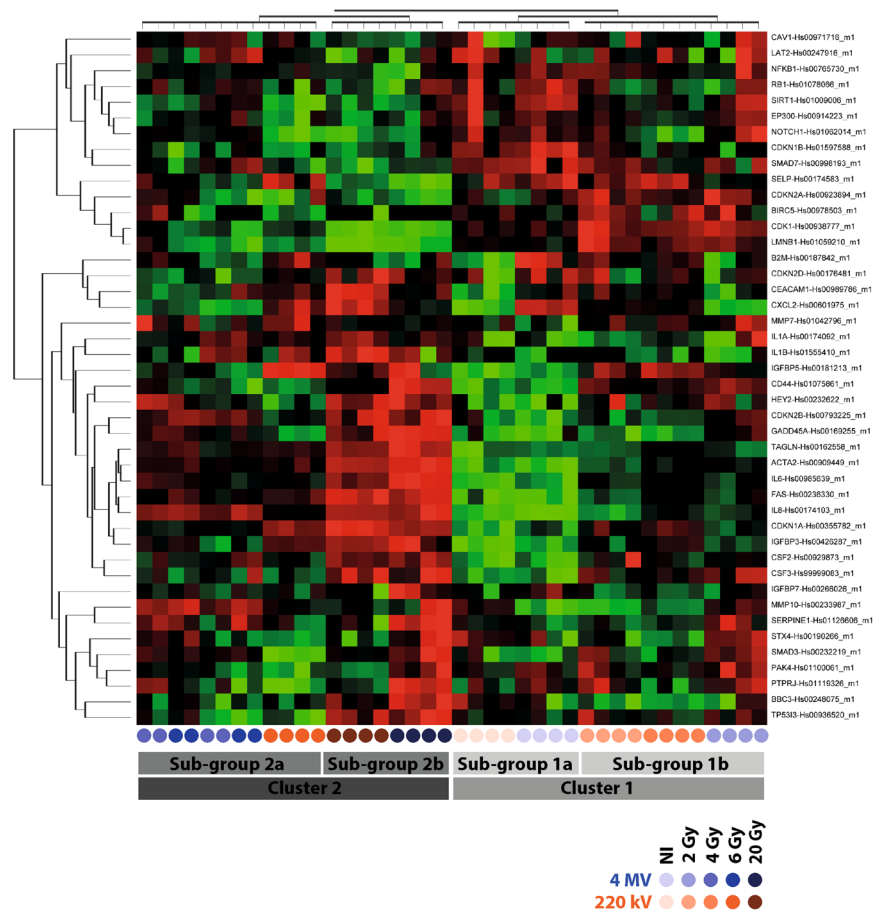 CAV1-Hs00971716_m1
LAT2-Hs00247916_m1
NFKB1-Hs00765730_m1
RB1-Hs01078066_m1
SIRT1-Hs01009006_m1
EP300-Hs00914223_m1
NOTCH1-Hs01062014_m1
CDKN1B-Hs01597588_m1
SMAD7-Hs00998193_m1
SELP-Hs00174583_m1
CDKN2A-Hs00923894_m1
BIRC5-Hs00978503_m1
CDK1-Hs00938777_m1
LMNB1-Hs01059210_m1
B2M-Hs00187842_m1
CDKN2D-Hs00176481_m1
CEACAM1-Hs00989786_m1
CXCL2-Hs00601975_m1
MMP7-Hs01042796_m1
IL1A-Hs00174092_m1
IL1B-Hs01555410_m1
IGFBP5-Hs00181213_m1
CD44-Hs01075861_m1
HEY2-Hs00232622_m1
CDKN2B-Hs00793225_m1
GADD45A-Hs00169255_m1
TAGLN-Hs00162558_m1
ACTA2-Hs00909449_m1
IL6-Hs00985639_m1
FAS-Hs00236330_m1
IL8-Hs00174103_m1
CDKN1A-Hs00355782_m1
IGFBP3-Hs00426287_m1
CSF2-Hs00929873_m1
CSF3-Hs99999083_m1
IGFBP7-Hs00266026_m1
MMP10-Hs00233987_m1
SERPINE1-Hs01126606_m1
STX4-Hs00190266_m1
SMAD3-Hs00232219_m1
PAK4-Hs01100061_m1
PTPRJ-Hs01119326_m1
BBC3-Hs00248075_m1
TP53I3-Hs00936520_m1
Sub-group 2a Sub-group 2b Sub-group 1a Sub-group 1b
Cluster 2 Cluster 1
NI 2 Gy 4 Gy 6 Gy 20 Gy
4 MV
220 kV